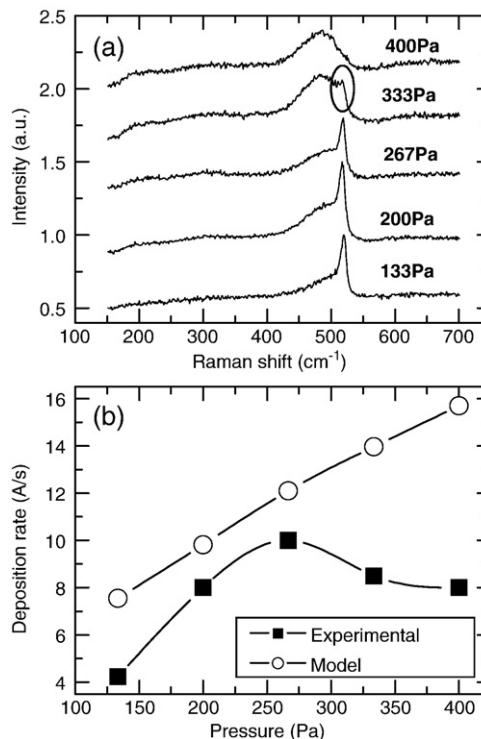 (a)
400Pa
333Pa
267Pa
200Pa
133Pa
Intensity (a.u.)
2.5
2.0
1.5
1.0
0.5
100 200 300 400 500 600 700
Raman shift (cm⁻¹)
(b)
Deposition rate (A/s)
16
14
12
10
8
6
4
Experimental
Model
100 150 200 250 300 350 400
Pressure (Pa)